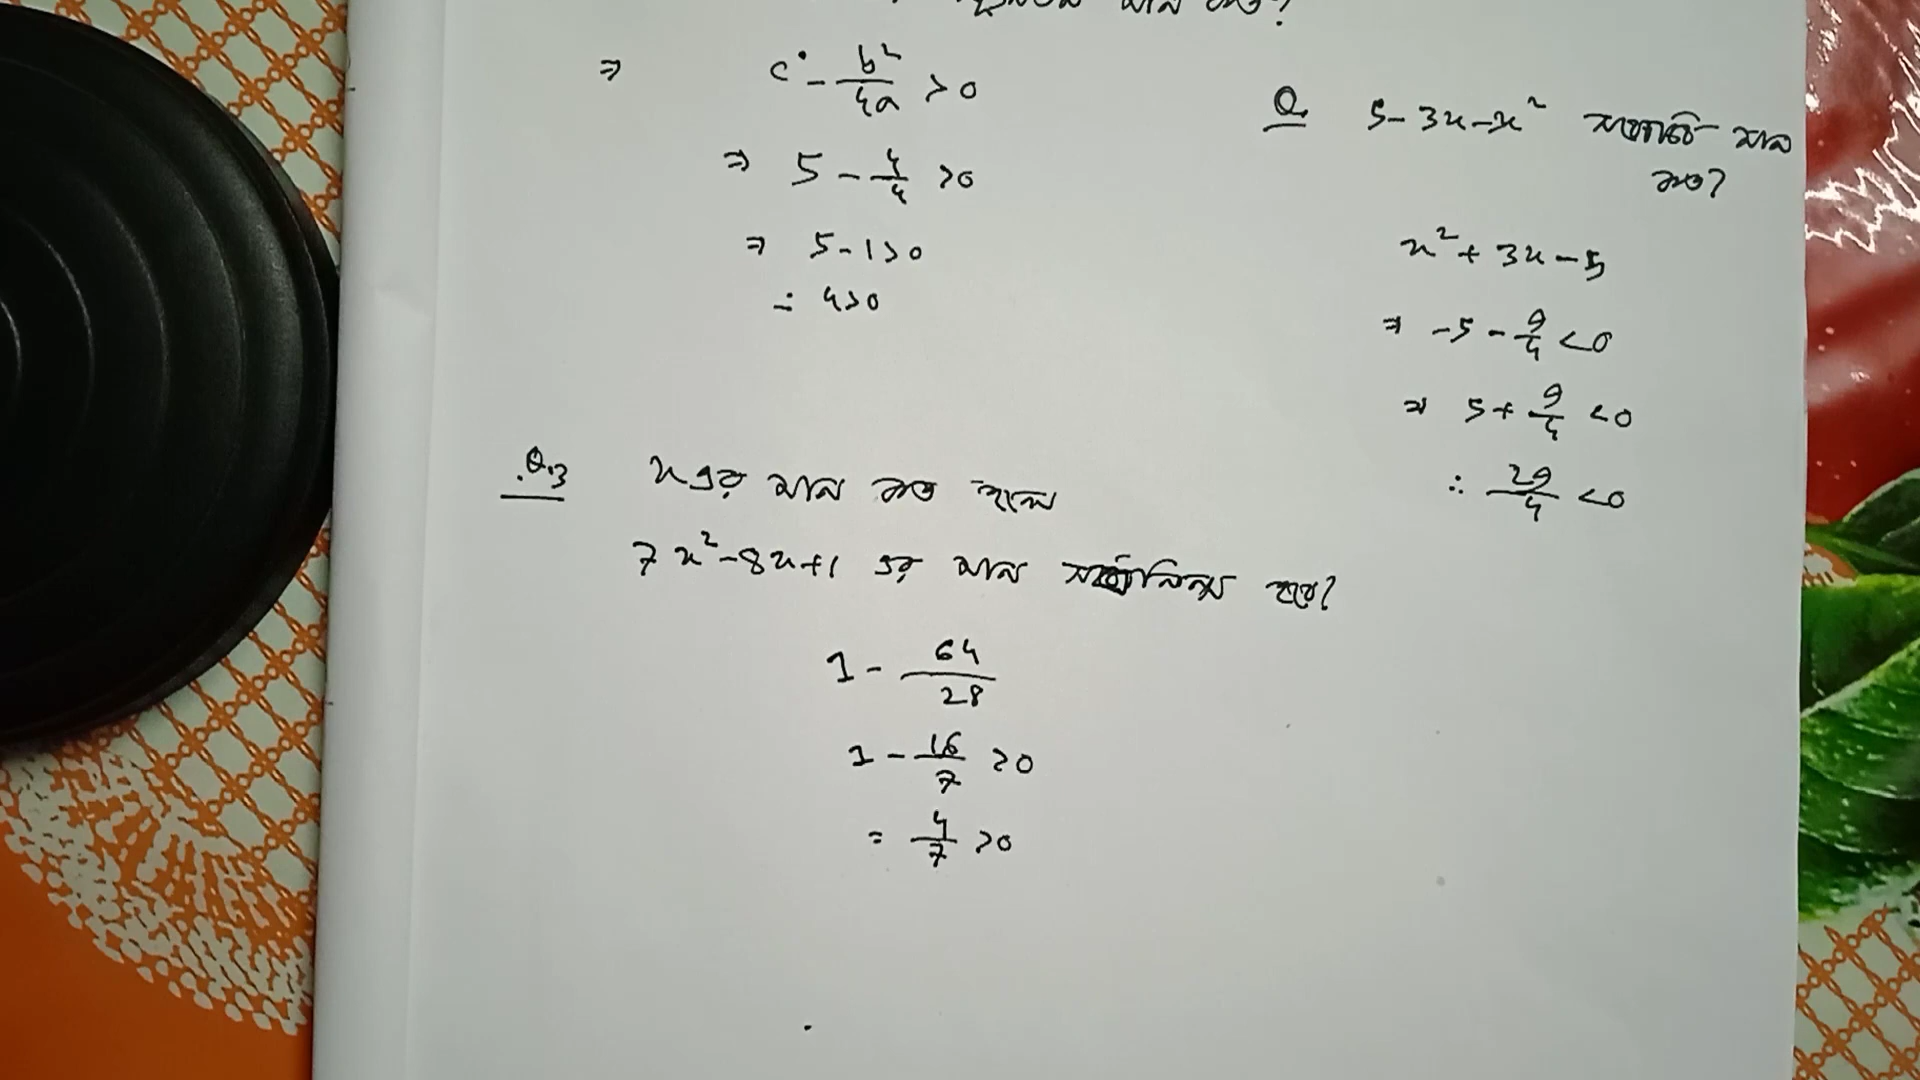 মান কত?
⇒ c - b²/4a > 0
⇒ 5 - 4/4 > 0
⇒ 5 - 1 > 0
∴ 4 > 0
Q 5 - 3x - x² মান
কত?
x² + 3x - 5
⇒ -5 - 9/4 < 0
⇒ 5 + 9/4 < 0
∴ 29/4 < 0
Q.3 x এর মান কত হলে
7x² - 8x + 1 এর মান সর্বনিম্ন হবে?
1 - 64/28
1 - 16/7 > 0
= 4/7 > 0